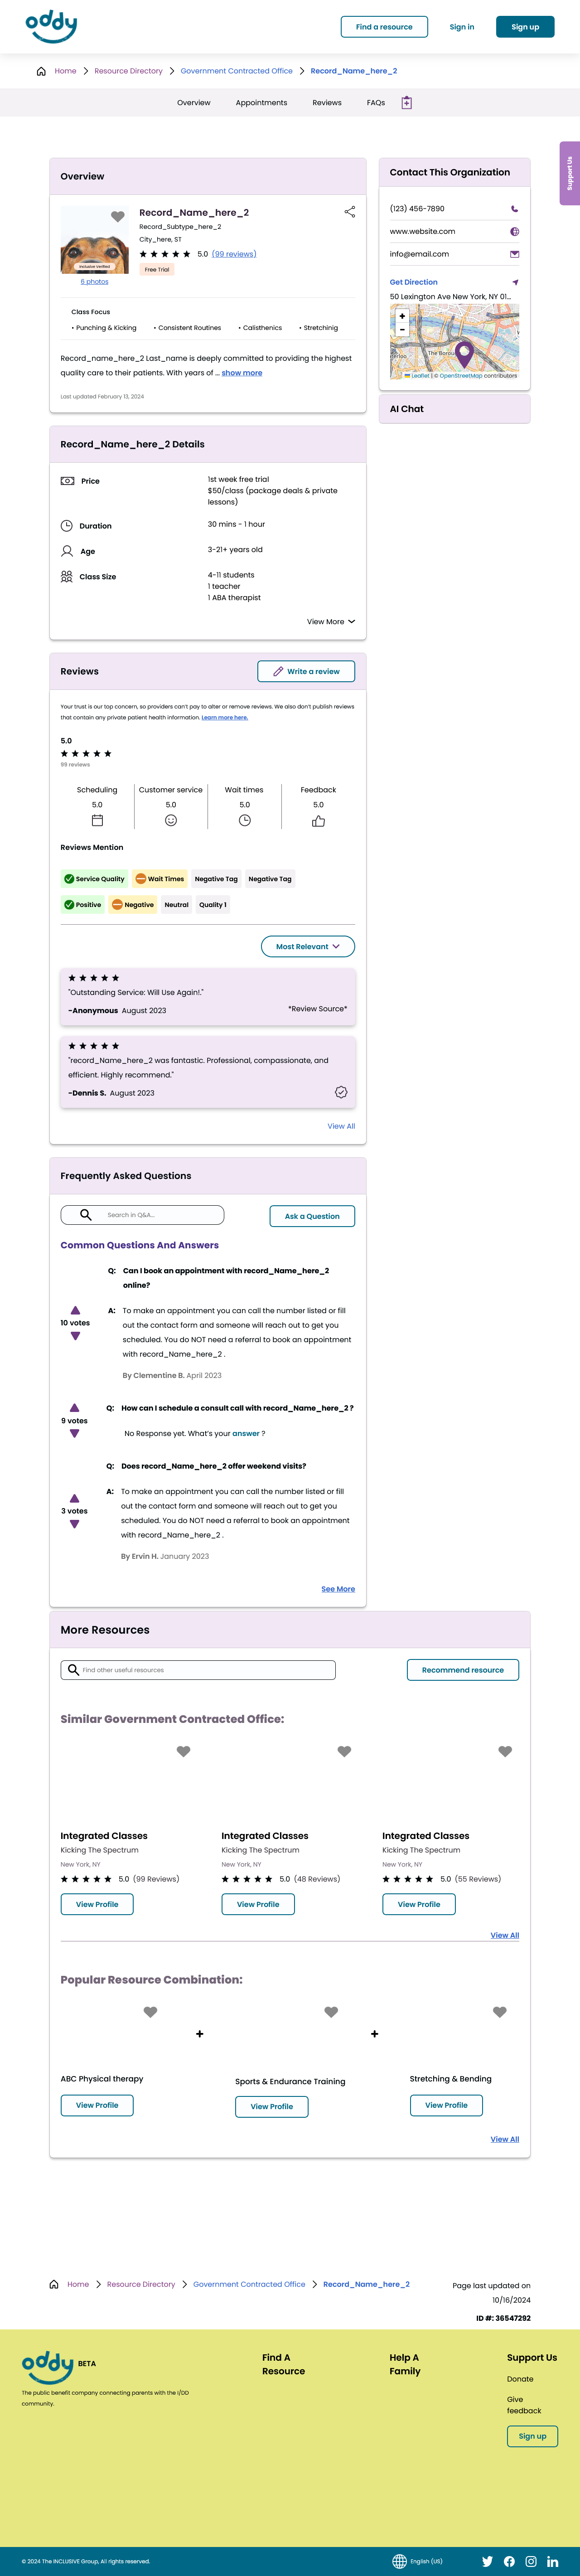 oddy
Find a resource
Sign in
Sign up
Home
Resource Directory
Government Contracted Office
Record_Name_here_2
Overview
Appointments
Reviews
FAQs
Support Us
Overview
Record_Name_here_2
Record_Subtype_here_2
City_here, ST
5.0 (99 reviews)
Free Trial
Inclusive Verified
6 photos
Class Focus
• Punching & Kicking
• Consistent Routines
• Calisthenics
• Stretchinig
Record_name_here_2 Last_name is deeply committed to providing the highest
quality care to their patients. With years of ... show more
Last updated February 13, 2024
Contact This Organization
(123) 456-7890
www.website.com
info@email.com
Get Direction
50 Lexington Ave New York, NY 01...
+
-
Leaflet | © OpenStreetMap contributors
AI Chat
Record_Name_here_2 Details
Price
1st week free trial
$50/class (package deals & private
lessons)
Duration
30 mins - 1 hour
Age
3-21+ years old
Class Size
4-11 students
1 teacher
1 ABA therapist
View More
Reviews
Write a review
Your trust is our top concern, so providers can't pay to alter or remove reviews. We also don't publish reviews
that contain any private patient health information. Learn more here.
5.0
99 reviews
Scheduling
5.0
Customer service
5.0
Wait times
5.0
Feedback
5.0
Reviews Mention
Service Quality
Wait Times
Negative Tag
Negative Tag
Positive
Negative
Neutral
Quality 1
Most Relevant
"Outstanding Service: Will Use Again!."
-Anonymous August 2023
*Review Source*
"record_Name_here_2 was fantastic. Professional, compassionate, and
efficient. Highly recommend."
-Dennis S. August 2023
View All
Frequently Asked Questions
Search in Q&A...
Ask a Question
Common Questions And Answers
Q: Can I book an appointment with record_Name_here_2
online?
10 votes
A: To make an appointment you can call the number listed or fill
out the contact form and someone will reach out to get you
scheduled. You do NOT need a referral to book an appointment
with record_Name_here_2 .
By Clementine B. April 2023
9 votes
Q: How can I schedule a consult call with record_Name_here_2 ?
No Response yet. What's your answer ?
Q: Does record_Name_here_2 offer weekend visits?
3 votes
A: To make an appointment you can call the number listed or fill
out the contact form and someone will reach out to get you
scheduled. You do NOT need a referral to book an appointment
with record_Name_here_2 .
By Ervin H. January 2023
See More
More Resources
Find other useful resources
Recommend resource
Similar Government Contracted Office:
Integrated Classes
Kicking The Spectrum
New York, NY
5.0 (99 Reviews)
View Profile
Integrated Classes
Kicking The Spectrum
New York, NY
5.0 (48 Reviews)
View Profile
Integrated Classes
Kicking The Spectrum
New York, NY
5.0 (55 Reviews)
View Profile
View All
Popular Resource Combination:
ABC Physical therapy
View Profile
+
Sports & Endurance Training
View Profile
+
Stretching & Bending
View Profile
View All
Home
Resource Directory
Government Contracted Office
Record_Name_here_2
Page last updated on
10/16/2024
ID #: 36547292
oddy
BETA
The public benefit company connecting parents with the I/DD
community.
Find A
Resource
Help A
Family
Support Us
Donate
Give
feedback
Sign up
© 2024 The INCLUSIVE Group, All rights reserved.
English (US)